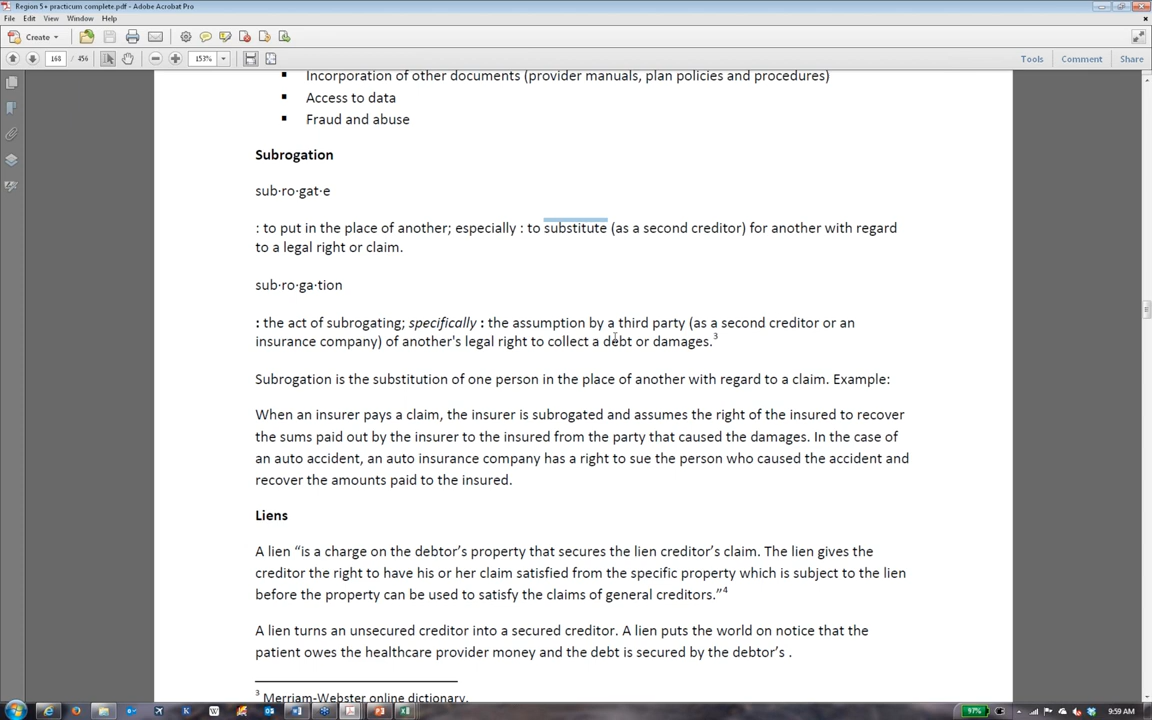 Region 5+ practicum complete.pdf - Adobe Acrobat Pro
File Edit View Window Help
Create
168 / 456 153% Tools Comment Share
▪ Incorporation of other documents (provider manuals, plan policies and procedures)
▪ Access to data
▪ Fraud and abuse
Subrogation
sub·ro·gat·e
: to put in the place of another; especially : to substitute (as a second creditor) for another with regard
to a legal right or claim.
sub·ro·ga·tion
: the act of subrogating; specifically : the assumption by a third party (as a second creditor or an
insurance company) of another's legal right to collect a debt or damages.3
Subrogation is the substitution of one person in the place of another with regard to a claim. Example:
When an insurer pays a claim, the insurer is subrogated and assumes the right of the insured to recover
the sums paid out by the insurer to the insured from the party that caused the damages. In the case of
an auto accident, an auto insurance company has a right to sue the person who caused the accident and
recover the amounts paid to the insured.
Liens
A lien “is a charge on the debtor’s property that secures the lien creditor’s claim. The lien gives the
creditor the right to have his or her claim satisfied from the specific property which is subject to the lien
before the property can be used to satisfy the claims of general creditors.”4
A lien turns an unsecured creditor into a secured creditor. A lien puts the world on notice that the
patient owes the healthcare provider money and the debt is secured by the debtor’s .
3 Merriam-Webster online dictionary.
97% 9:59 AM